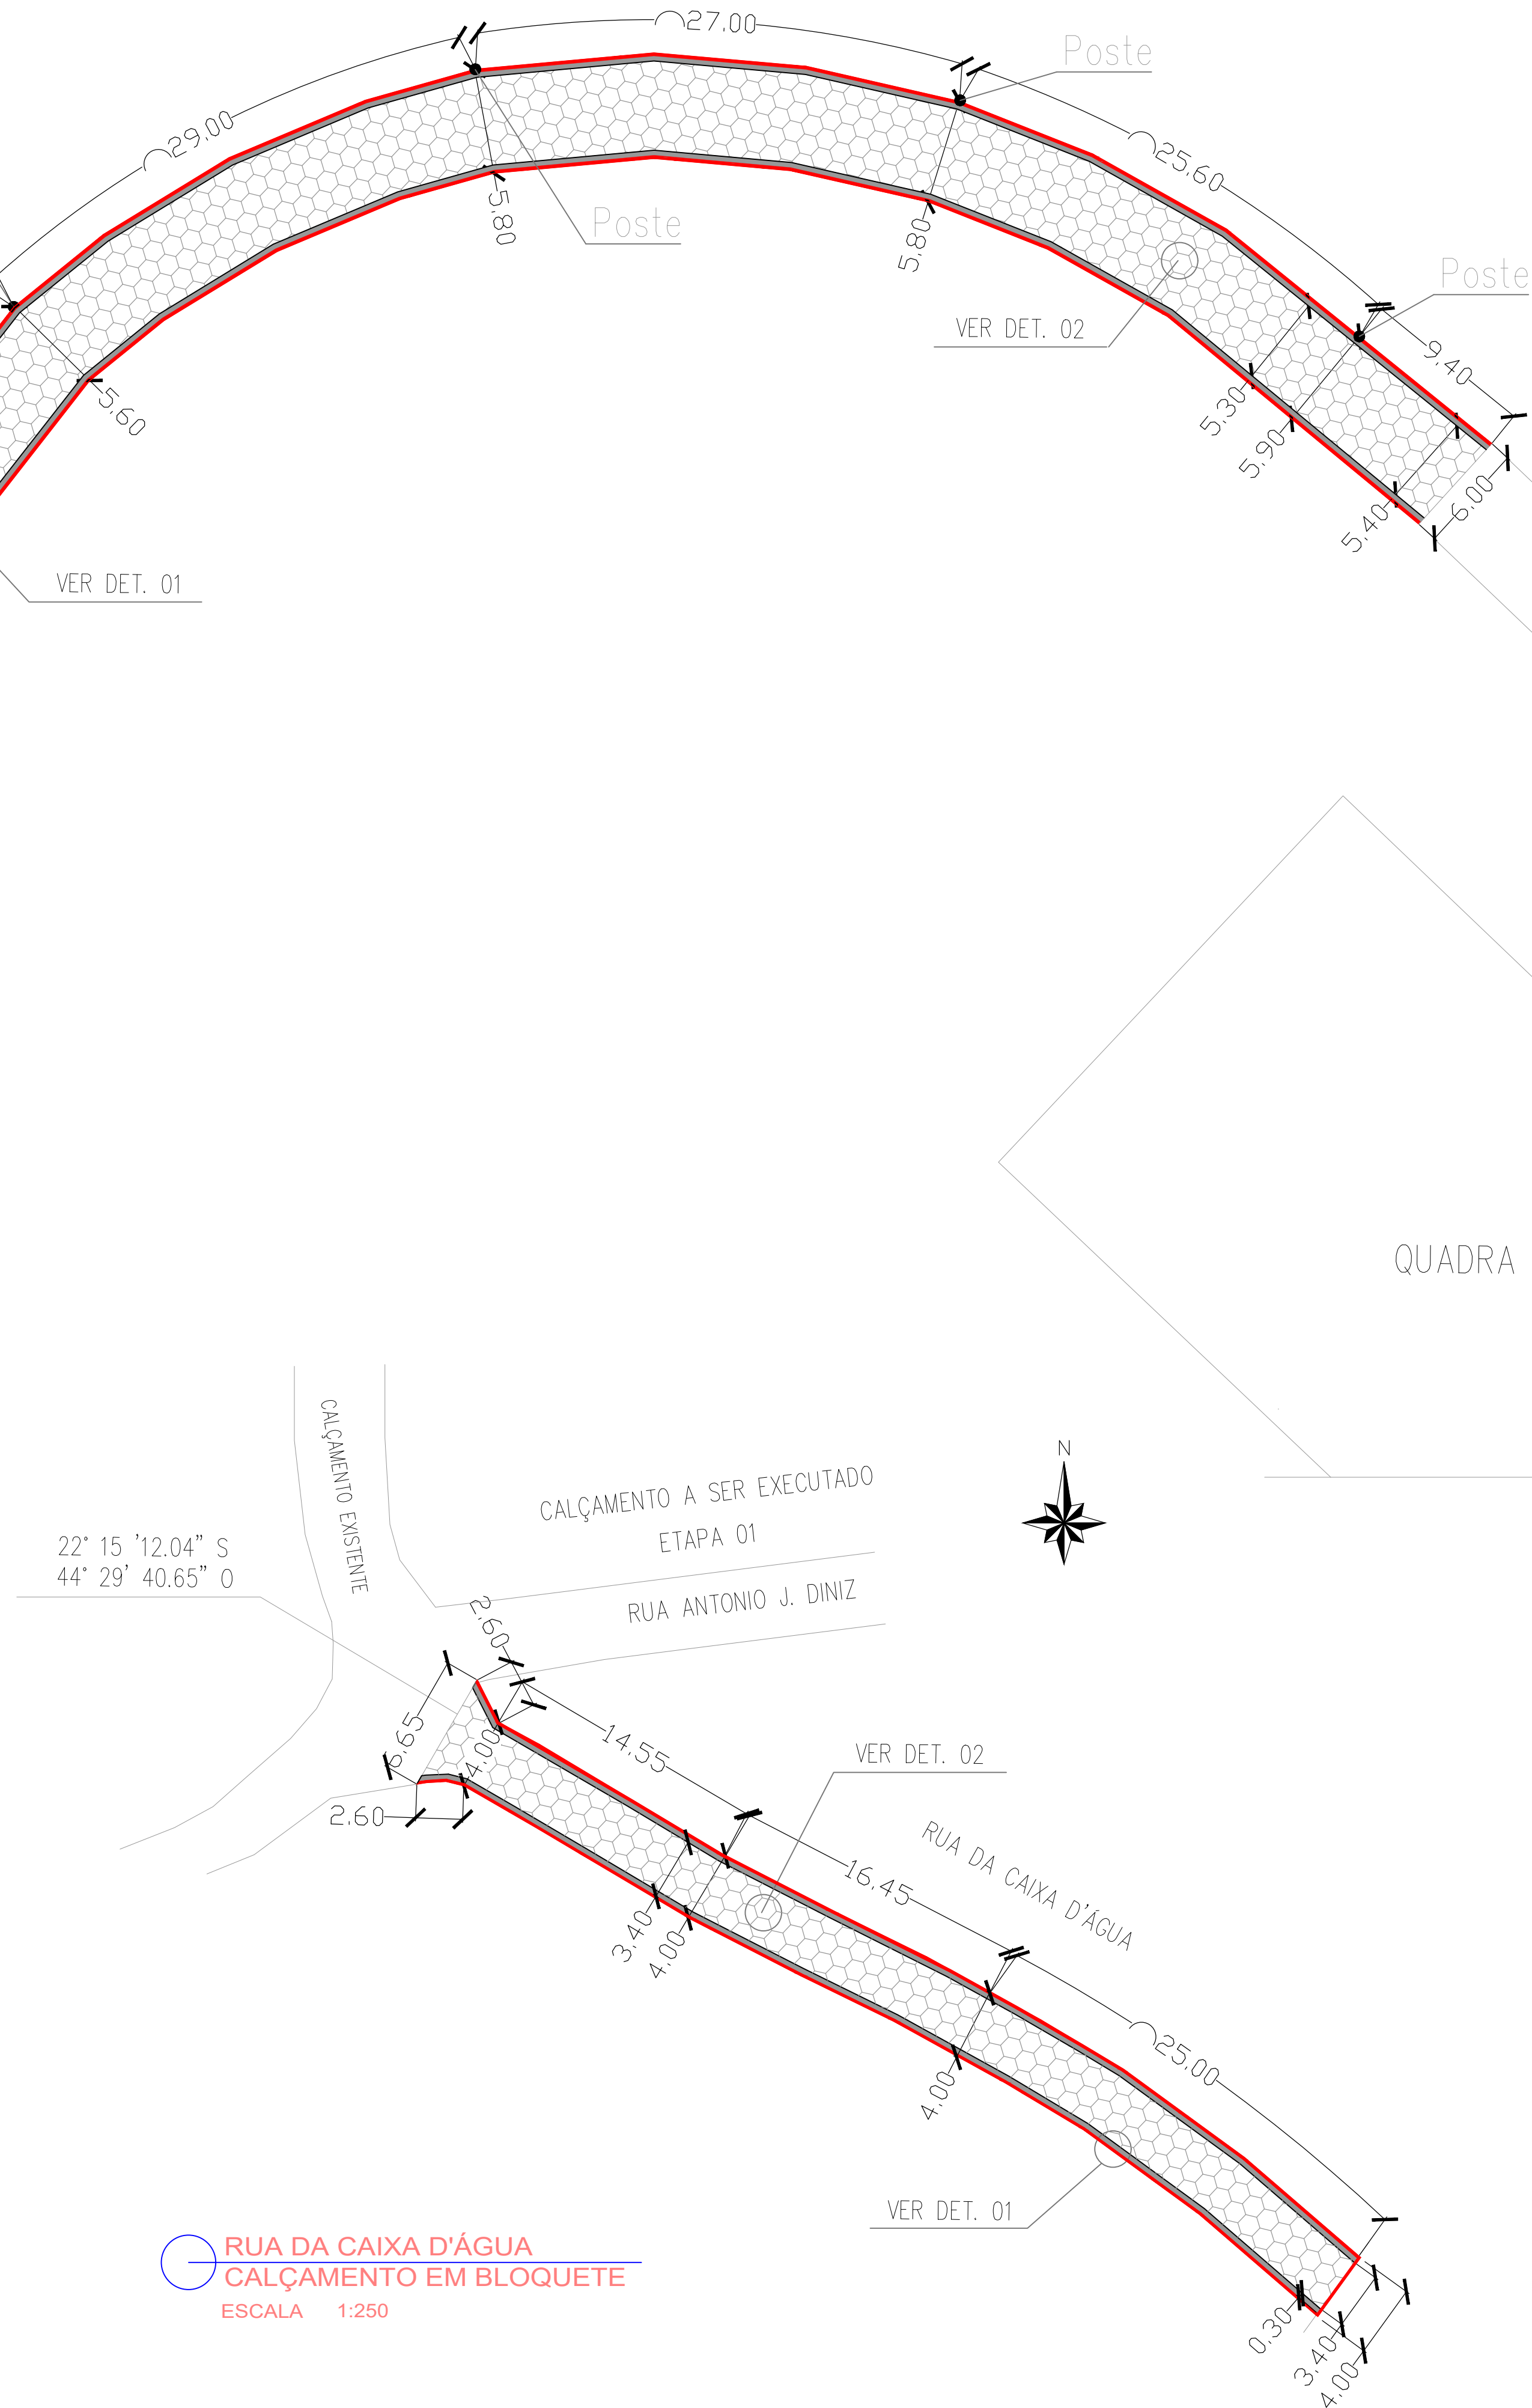 27.00
Poste
29.00
25.60
5.80
Poste
5.80
Poste
VER DET. 02
9.40
5.60
5.30
5.90
5.40
6.00
VER DET. 01
QUADRA
CALÇAMENTO EXISTENTE
N
CALÇAMENTO A SER EXECUTADO
ETAPA 01
22° 15 '12.04" S
44° 29' 40.65" O
RUA ANTONIO J. DINIZ
2.60
6.65
4.00
14.55
VER DET. 02
2.60
RUA DA CAIXA D'ÁGUA
16.45
3.40
4.00
25.00
4.00
VER DET. 01
RUA DA CAIXA D'ÁGUA
CALÇAMENTO EM BLOQUETE
ESCALA 1:250
0.30
3.40
4.00